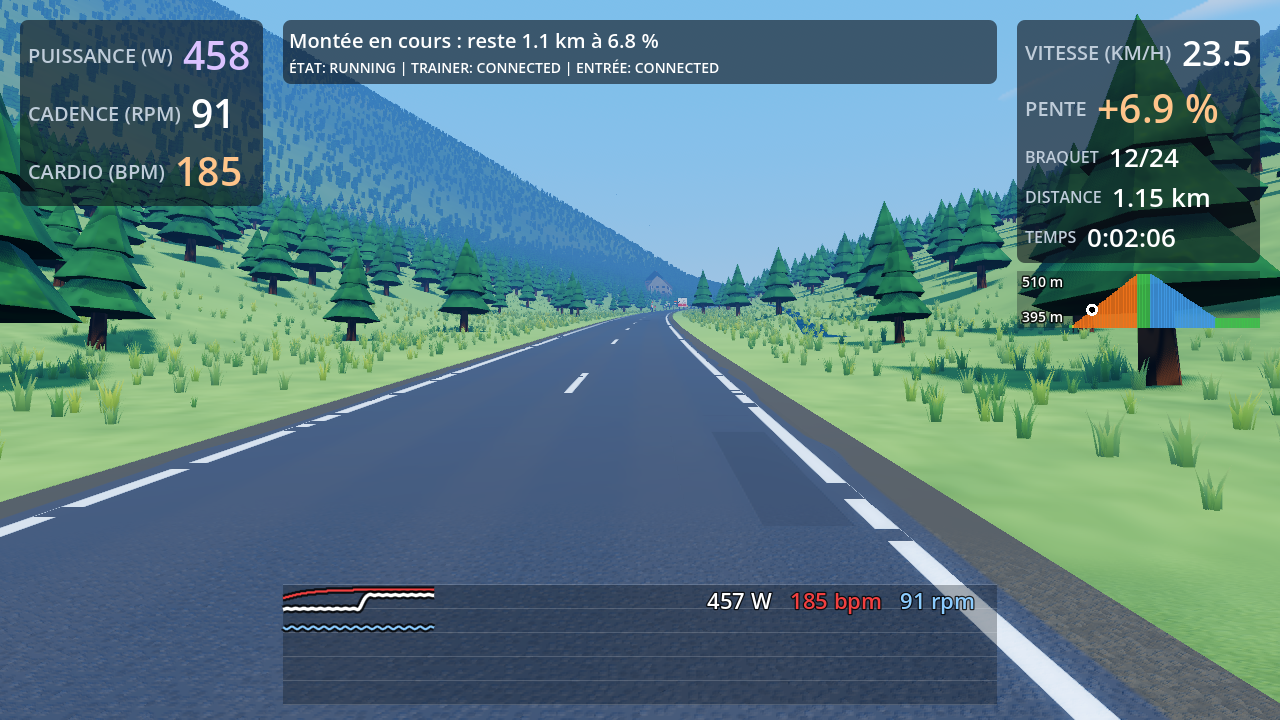 PUISSANCE (W) 458
CADENCE (RPM) 91
CARDIO (BPM) 185
Montée en cours : reste 1.1 km à 6.8 %
ÉTAT: RUNNING | TRAINER: CONNECTED | ENTRÉE: CONNECTED
VITESSE (KM/H) 23.5
PENTE +6.9 %
BRAQUET 12/24
DISTANCE 1.15 km
TEMPS 0:02:06
510 m
395 m
457 W 185 bpm 91 rpm